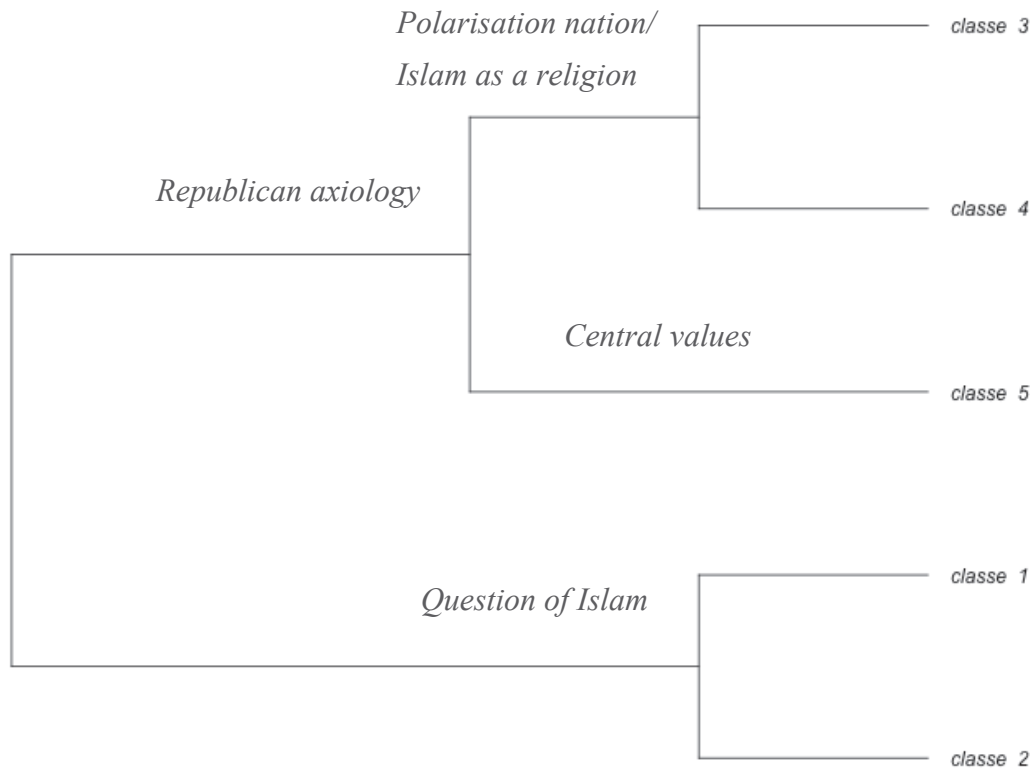 Polarisation nation/
Islam as a religion
classe 3
Republican axiology
classe 4
Central values
classe 5
Question of Islam
classe 1
classe 2